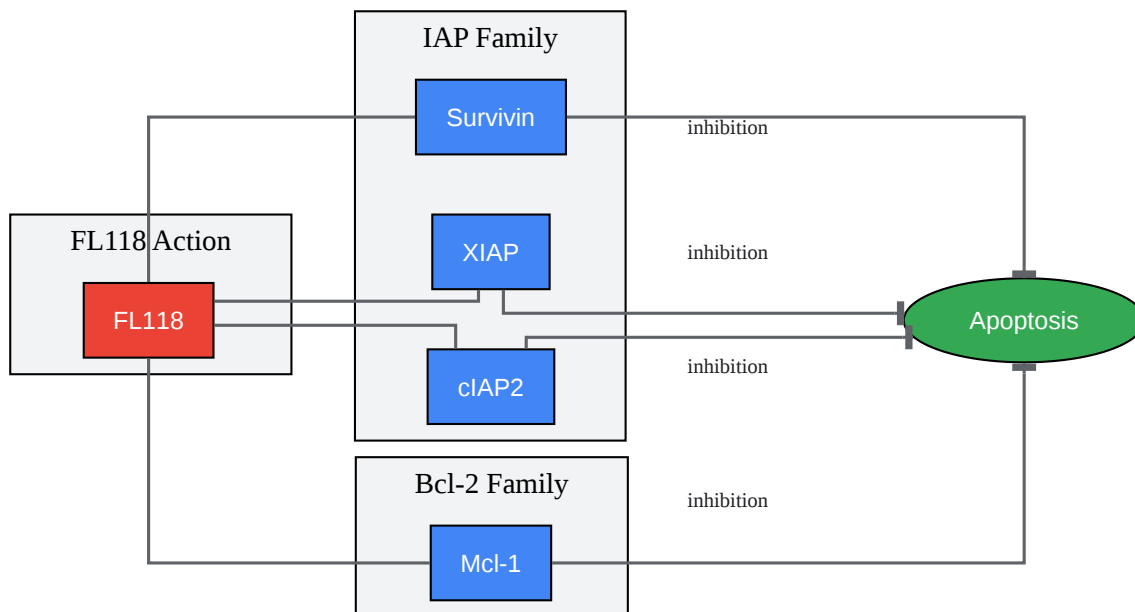 IAP Family
Survivin
inhibition
XIAP
inhibition
FL118 Action
FL118
Apoptosis
cIAP2
inhibition
Bcl-2 Family
inhibition
Mcl-1